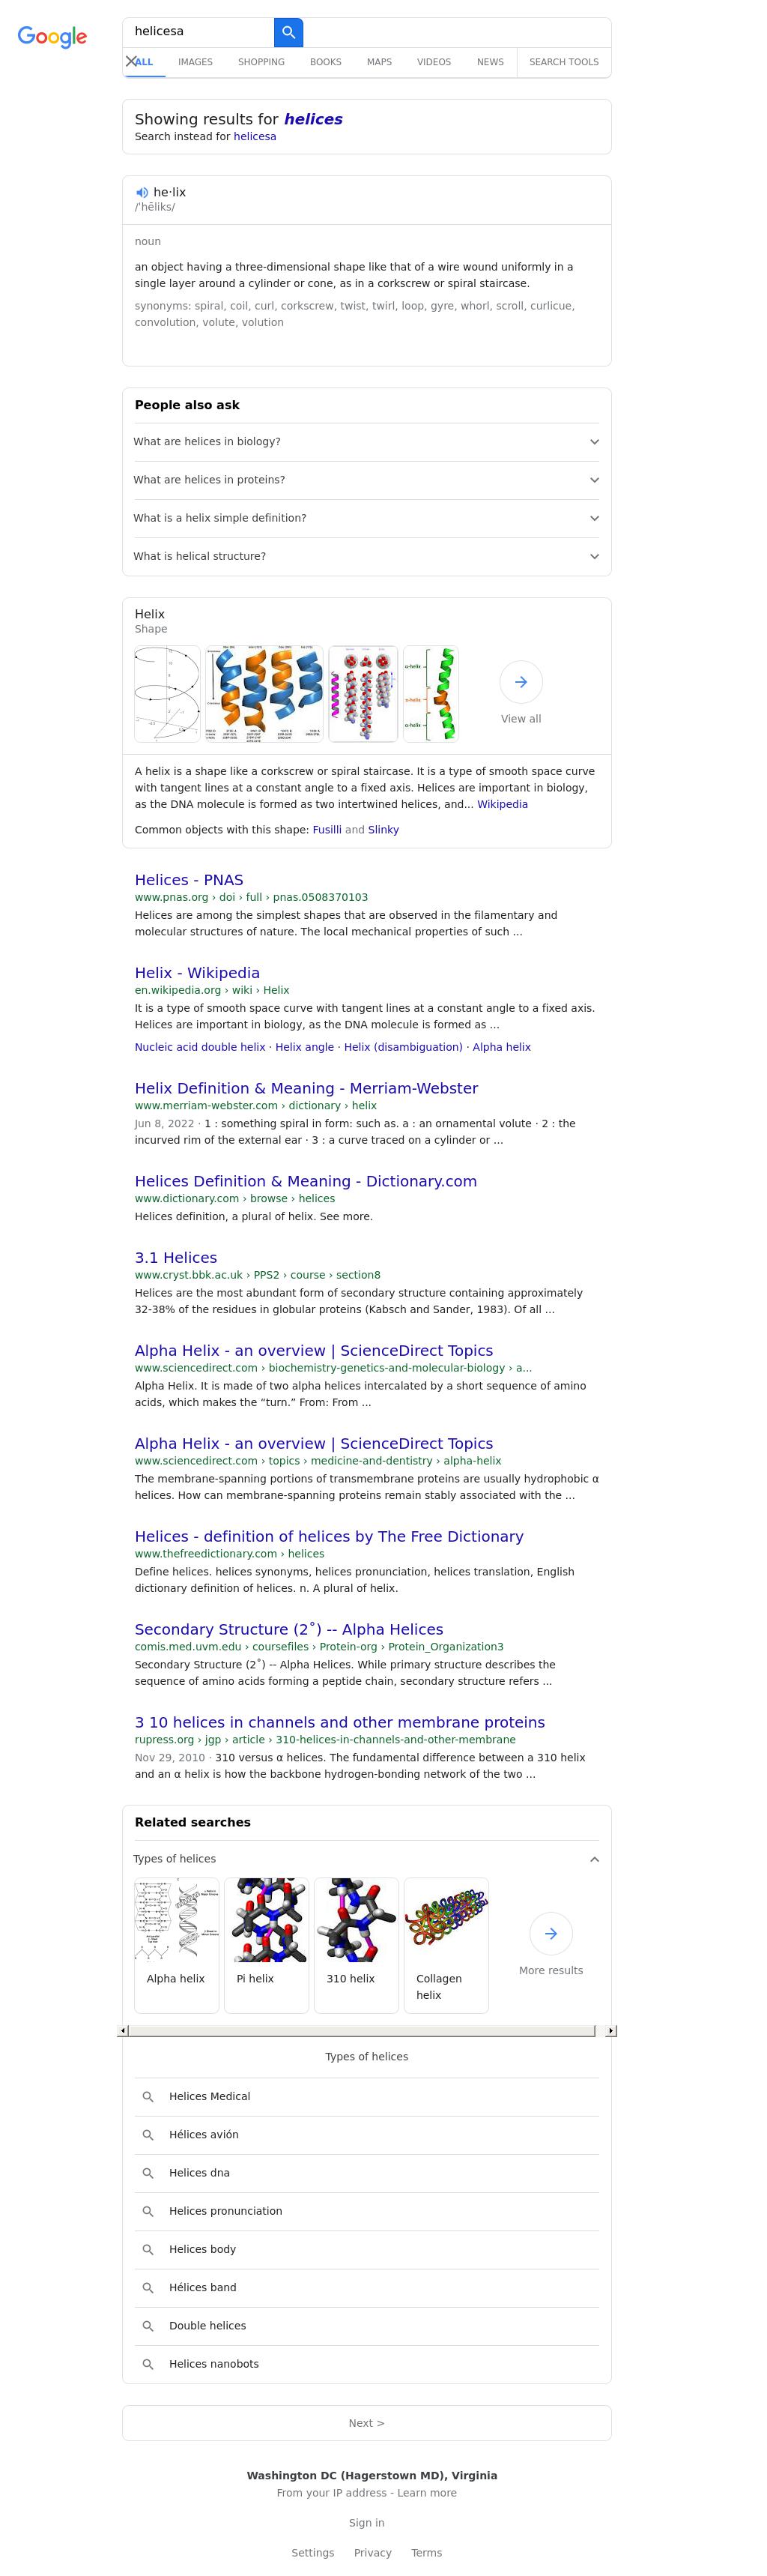 Google
helicesa
ALL IMAGES SHOPPING BOOKS MAPS VIDEOS NEWS SEARCH TOOLS
Showing results for helices
Search instead for helicesa
he·lix
/ˈhēliks/
noun
an object having a three-dimensional shape like that of a wire wound uniformly in a
single layer around a cylinder or cone, as in a corkscrew or spiral staircase.
synonyms: spiral, coil, curl, corkscrew, twist, twirl, loop, gyre, whorl, scroll, curlicue,
convolution, volute, volution
People also ask
What are helices in biology?
What are helices in proteins?
What is a helix simple definition?
What is helical structure?
Helix
Shape
α-helix
α-helix
α-helix
View all
A helix is a shape like a corkscrew or spiral staircase. It is a type of smooth space curve
with tangent lines at a constant angle to a fixed axis. Helices are important in biology,
as the DNA molecule is formed as two intertwined helices, and... Wikipedia
Common objects with this shape: Fusilli and Slinky
Helices - PNAS
www.pnas.org › doi › full › pnas.0508370103
Helices are among the simplest shapes that are observed in the filamentary and
molecular structures of nature. The local mechanical properties of such ...
Helix - Wikipedia
en.wikipedia.org › wiki › Helix
It is a type of smooth space curve with tangent lines at a constant angle to a fixed axis.
Helices are important in biology, as the DNA molecule is formed as ...
Nucleic acid double helix · Helix angle · Helix (disambiguation) · Alpha helix
Helix Definition & Meaning - Merriam-Webster
www.merriam-webster.com › dictionary › helix
Jun 8, 2022 · 1 : something spiral in form: such as. a : an ornamental volute · 2 : the
incurved rim of the external ear · 3 : a curve traced on a cylinder or ...
Helices Definition & Meaning - Dictionary.com
www.dictionary.com › browse › helices
Helices definition, a plural of helix. See more.
3.1 Helices
www.cryst.bbk.ac.uk › PPS2 › course › section8
Helices are the most abundant form of secondary structure containing approximately
32-38% of the residues in globular proteins (Kabsch and Sander, 1983). Of all ...
Alpha Helix - an overview | ScienceDirect Topics
www.sciencedirect.com › biochemistry-genetics-and-molecular-biology › a...
Alpha Helix. It is made of two alpha helices intercalated by a short sequence of amino
acids, which makes the “turn.” From: From ...
Alpha Helix - an overview | ScienceDirect Topics
www.sciencedirect.com › topics › medicine-and-dentistry › alpha-helix
The membrane-spanning portions of transmembrane proteins are usually hydrophobic α
helices. How can membrane-spanning proteins remain stably associated with the ...
Helices - definition of helices by The Free Dictionary
www.thefreedictionary.com › helices
Define helices. helices synonyms, helices pronunciation, helices translation, English
dictionary definition of helices. n. A plural of helix.
Secondary Structure (2˚) -- Alpha Helices
comis.med.uvm.edu › coursefiles › Protein-org › Protein_Organization3
Secondary Structure (2˚) -- Alpha Helices. While primary structure describes the
sequence of amino acids forming a peptide chain, secondary structure refers ...
3 10 helices in channels and other membrane proteins
rupress.org › jgp › article › 310-helices-in-channels-and-other-membrane
Nov 29, 2010 · 310 versus α helices. The fundamental difference between a 310 helix
and an α helix is how the backbone hydrogen-bonding network of the two ...
Related searches
Types of helices
Alpha helix
Pi helix
310 helix
Collagen
helix
More results
Types of helices
Helices Medical
Hélices avión
Helices dna
Helices pronunciation
Helices body
Hélices band
Double helices
Helices nanobots
Next >
Washington DC (Hagerstown MD), Virginia
From your IP address - Learn more
Sign in
Settings Privacy Terms